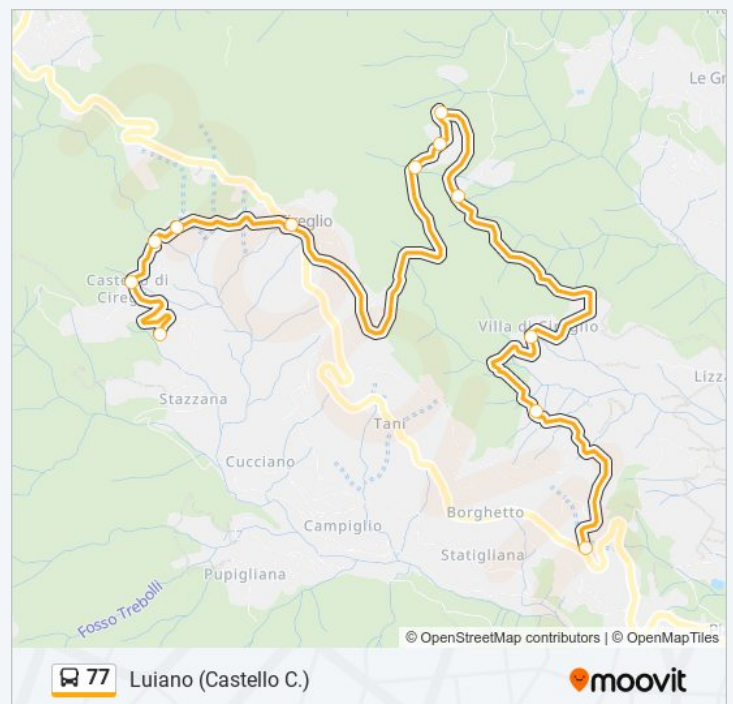 Le Gr
Cireglio
Castello di
Cireglio
Villa di Cireglio
Lizza
Stazzana
Tani
Cucciano
Borghetto
Campiglio
Statigliana
Pupigliana
Fosso Trebolli
© OpenStreetMap contributors | © OpenMapTiles
77 Luiano (Castello C.)
moovit